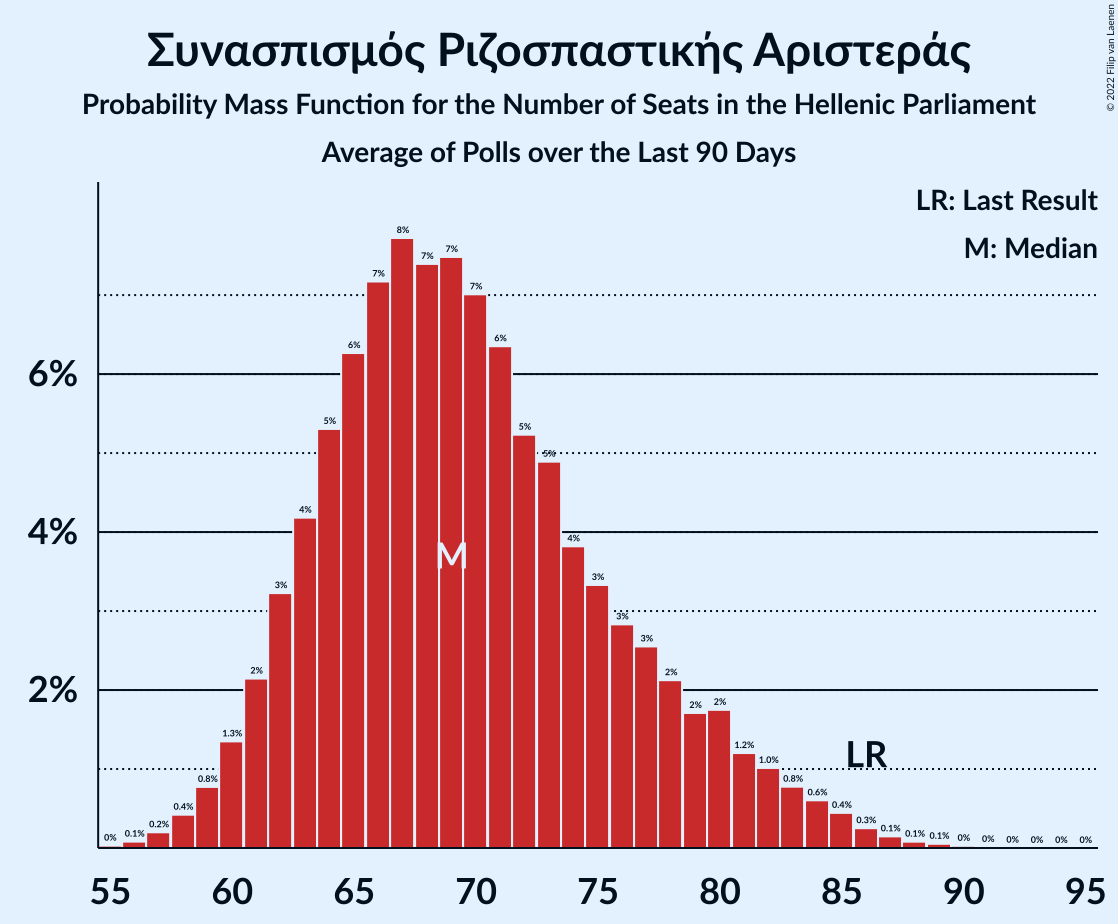 Συνασπισμός Ριζοσπαστικής Αριστεράς
Probability Mass Function for the Number of Seats in the Hellenic Parliament
Average of Polls over the Last 90 Days
© 2022 Filip van Laenen
LR: Last Result
M: Median
6%
4%
2%
0% 0.1% 0.2% 0.4% 0.8% 1.3% 2% 3% 4% 5% 6% 7% 8% 7% 7% 7% 6% 5% 5% 4% 3% 3% 3% 2% 2% 2% 1.2% 1.0% 0.8% 0.6% 0.4% 0.3% 0.1% 0.1% 0.1% 0% 0% 0% 0% 0% 0%
M
LR
55 60 65 70 75 80 85 90 95